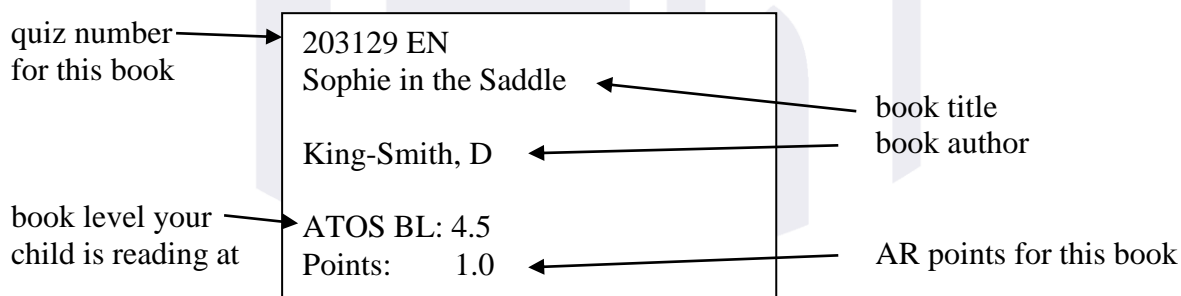 quiz number
for this book
203129 EN
Sophie in the Saddle
book title
King-Smith, D
book author
book level your
child is reading at
ATOS BL: 4.5
Points: 1.0
AR points for this book